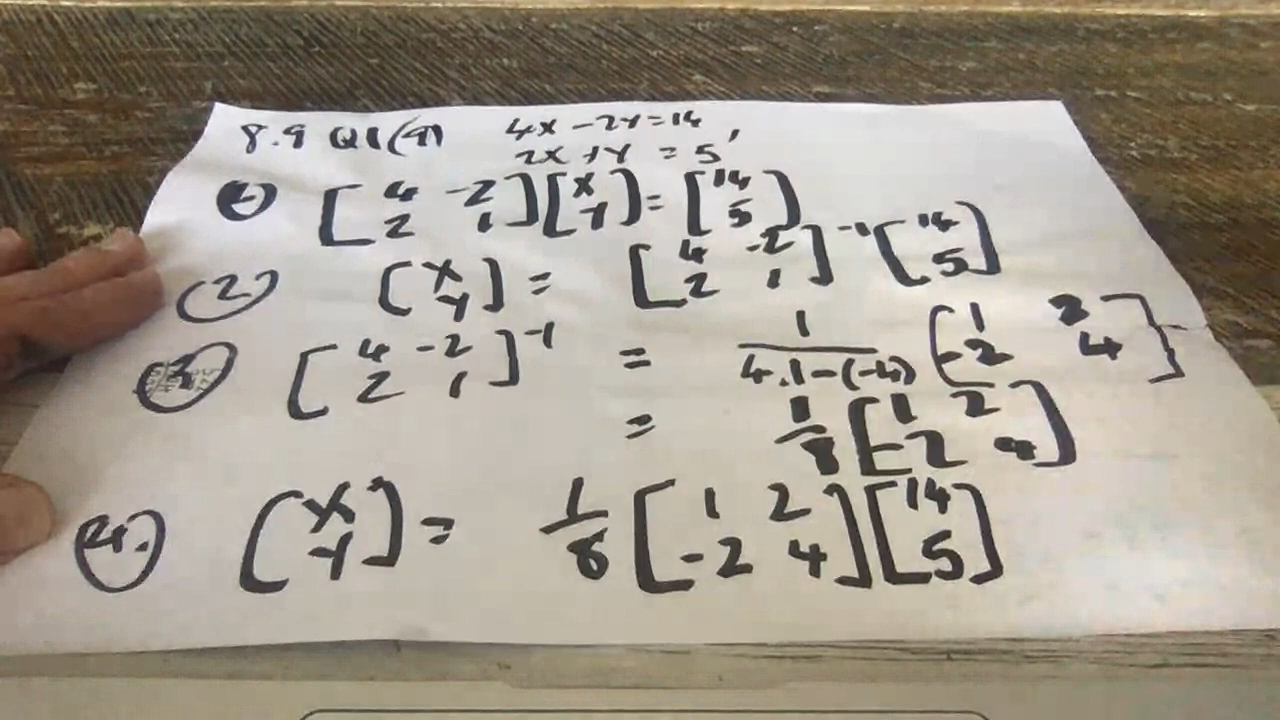 8.9 Q1(a) 4x -2y=14,
2x+y = 5
① [4 -2
2 1][x
y]=[14
5]
② [x
y] = [4 -2
2 1]⁻¹[14
5]
③ [4 -2
2 1]⁻¹ = 1/4.1-(-4) [1 2
-2 4]
= 1/8[1 2
-2 4]
④. [x
y]= 1/8[1 2
-2 4][14
5]